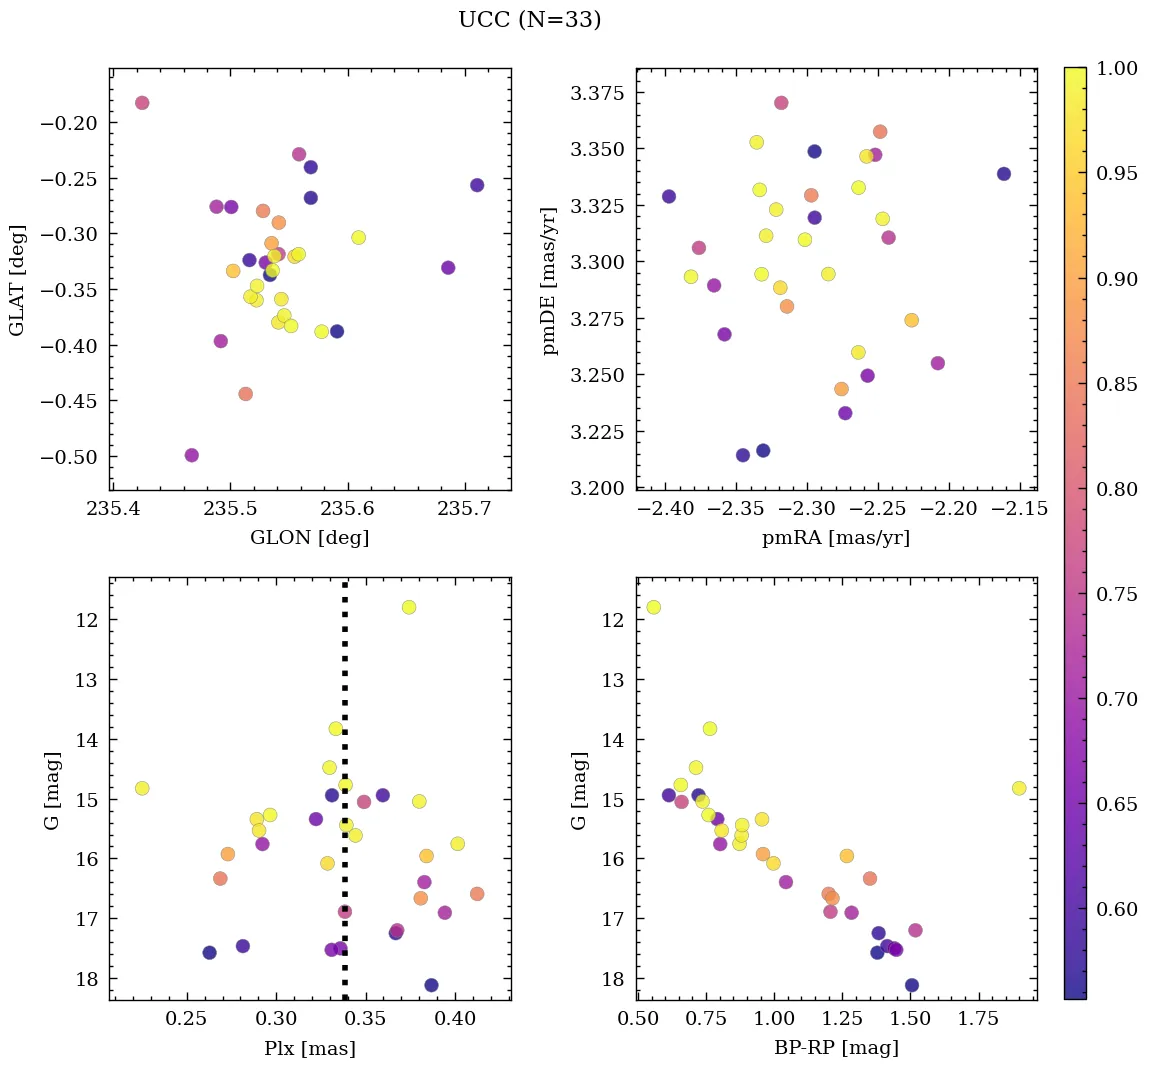 UCC (N=33)
−0.20
−0.25
−0.30
−0.35
−0.40
−0.45
−0.50
GLAT [deg]
235.4 235.5 235.6 235.7
GLON [deg]
3.375
3.350
3.325
3.300
3.275
3.250
3.225
3.200
pmDE [mas/yr]
−2.40 −2.35 −2.30 −2.25 −2.20 −2.15
pmRA [mas/yr]
12
13
14
15
16
17
18
G [mag]
0.25 0.30 0.35 0.40
Plx [mas]
12
13
14
15
16
17
18
G [mag]
0.50 0.75 1.00 1.25 1.50 1.75
BP-RP [mag]
1.00
0.95
0.90
0.85
0.80
0.75
0.70
0.65
0.60